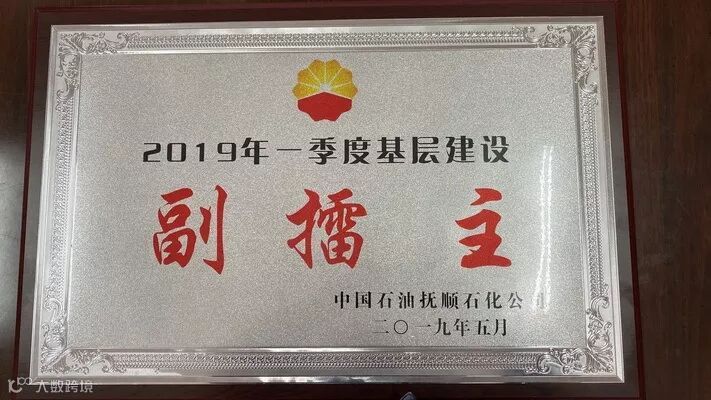 2019年一季度基层建设
副擂主
中国石油抚顺石化公司
二〇一九年五月
大数跨境